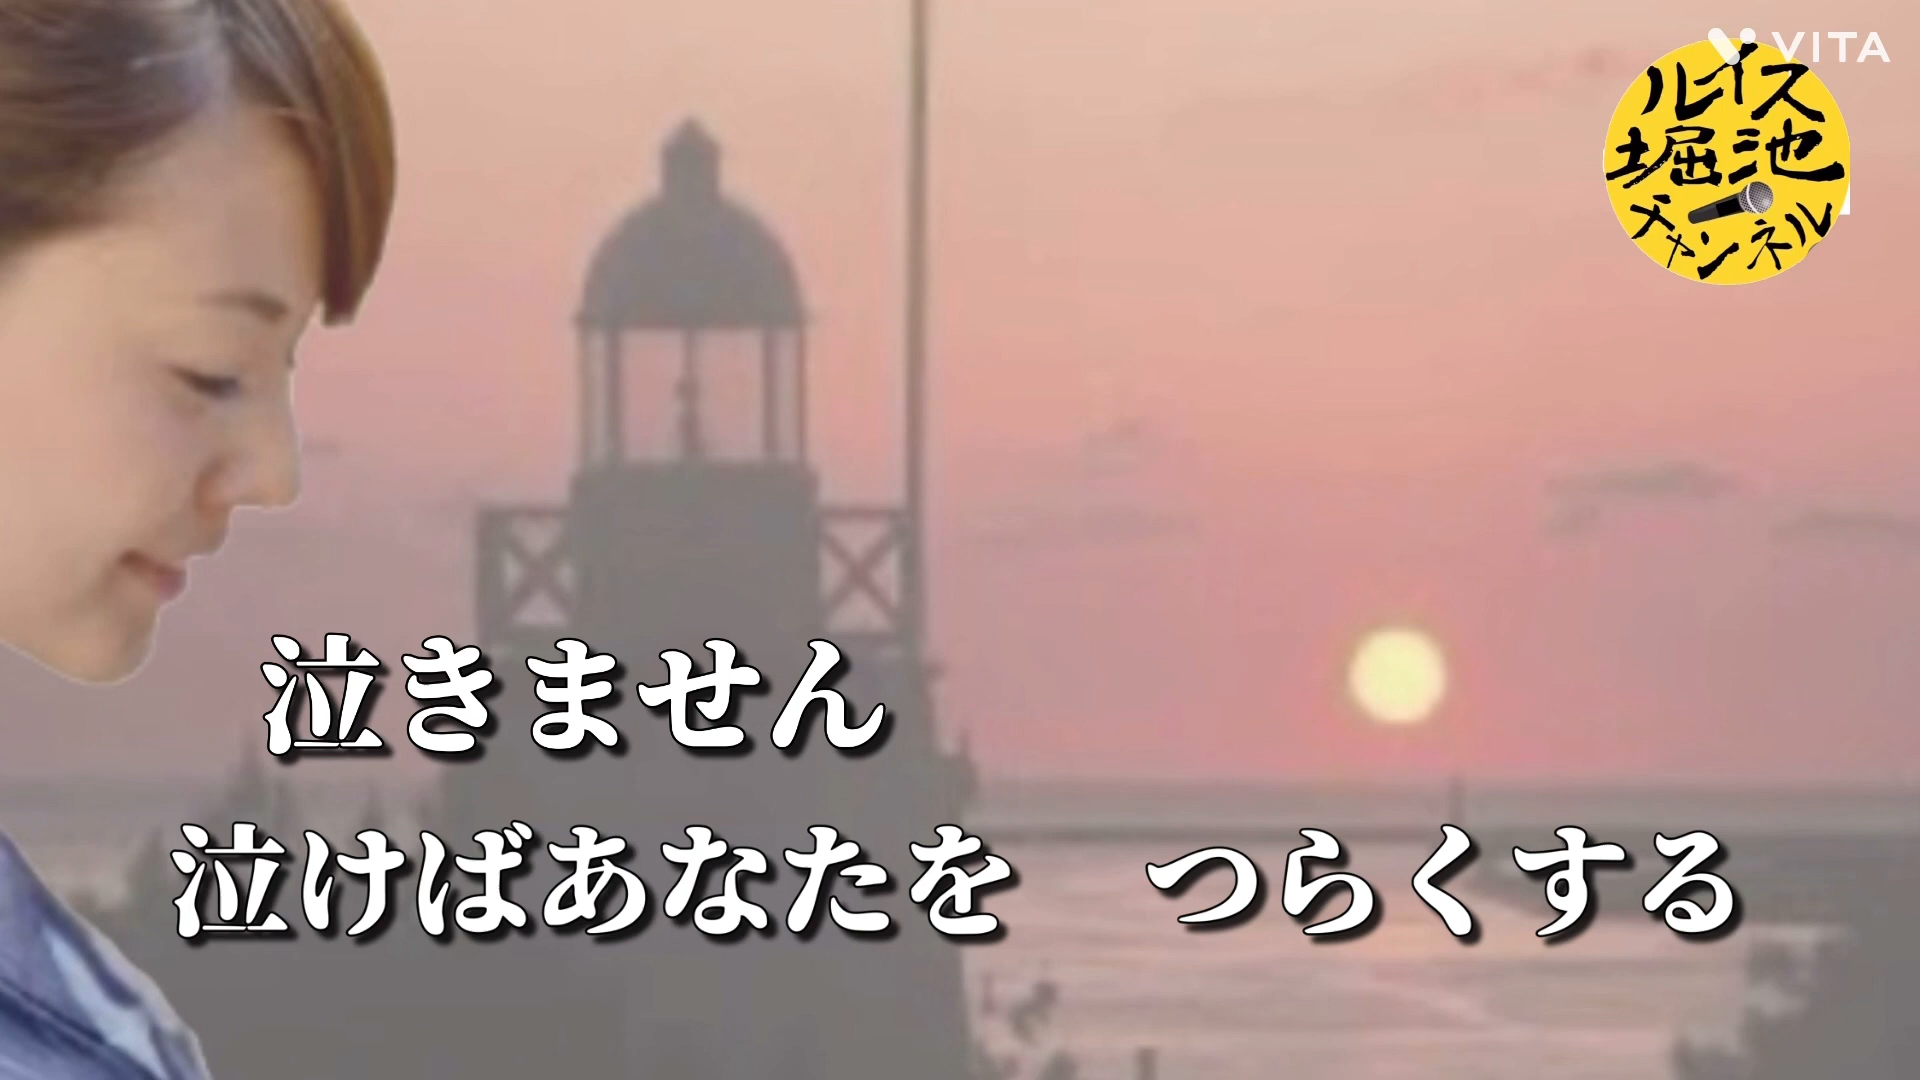 VITA
ルイス
堀池
チャンネル
泣きません
泣けばあなたを　つらくする